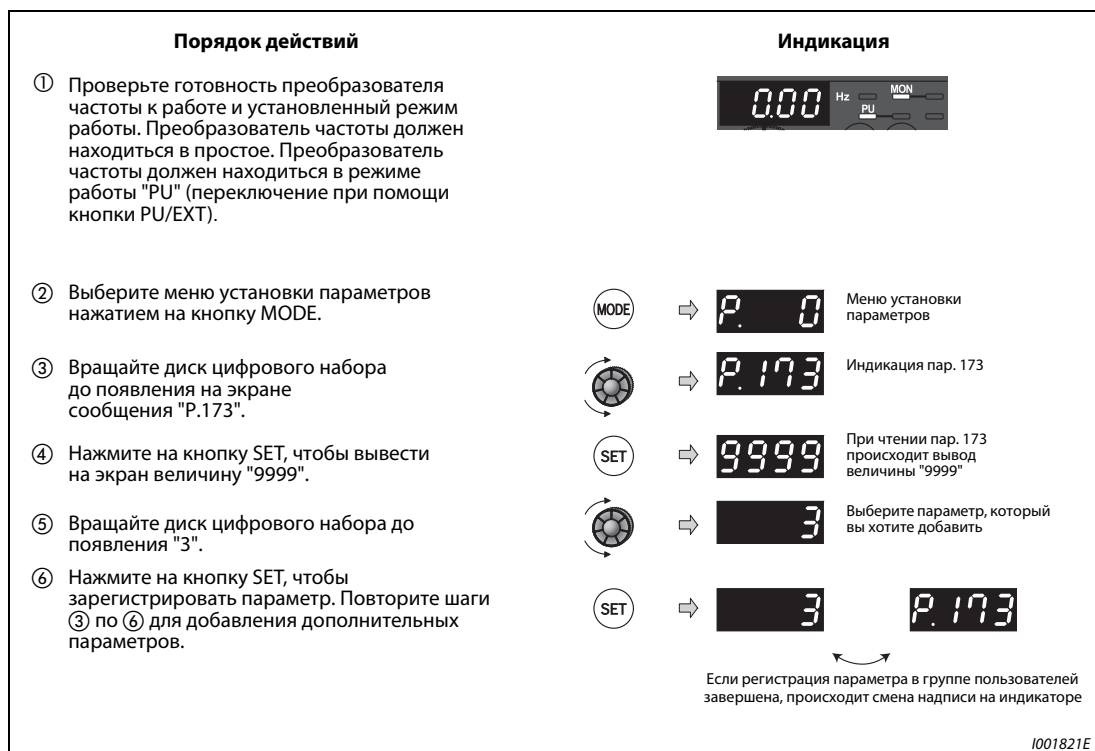 Порядок действий
Индикация
① Проверьте готовность преобразователя
частоты к работе и установленный режим
работы. Преобразователь частоты должен
находиться в простое. Преобразователь
частоты должен находиться в режиме
работы "PU" (переключение при помощи
кнопки PU/EXT).
0.00 Hz MON
PU
② Выберите меню установки параметров
нажатием на кнопку MODE.
MODE
P. 0
Меню установки
параметров
③ Вращайте диск цифрового набора
до появления на экране
сообщения "P.173".
P.173
Индикация пар. 173
④ Нажмите на кнопку SET, чтобы вывести
на экран величину "9999".
SET
9999
При чтении пар. 173
происходит вывод
величины "9999"
⑤ Вращайте диск цифрового набора до
появления "3".
3
Выберите параметр, который
вы хотите добавить
⑥ Нажмите на кнопку SET, чтобы
зарегистрировать параметр. Повторите шаги
③ по ⑥ для добавления дополнительных
параметров.
SET
3
P.173
Если регистрация параметра в группе пользователей
завершена, происходит смена надписи на индикаторе
I001821E